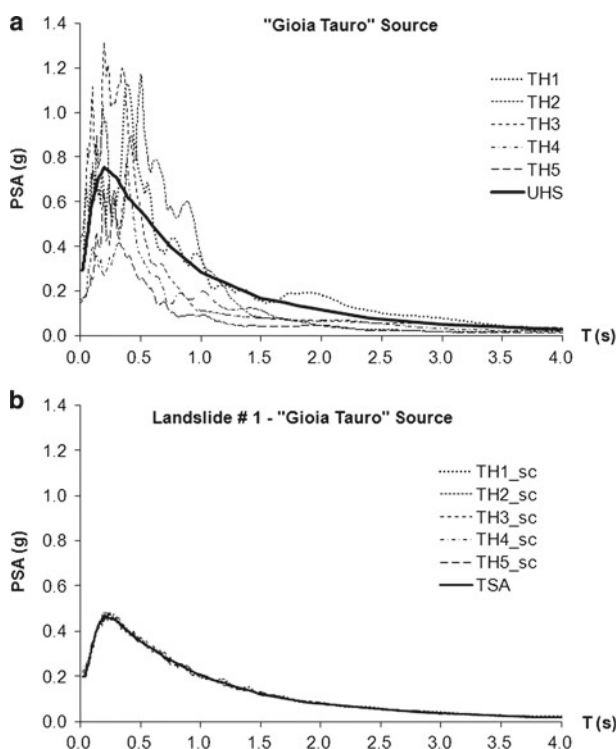 a
"Gioia Tauro" Source
1.4
1.2
1.0
0.8
0.6
0.4
0.2
0.0
PSA (g)
TH1
TH2
TH3
TH4
TH5
UHS
0.0 0.5 1.0 1.5 2.0 2.5 3.0 3.5 4.0
T (s)
b
Landslide # 1 - "Gioia Tauro" Source
1.4
1.2
1.0
0.8
0.6
0.4
0.2
0.0
PSA (g)
TH1_sc
TH2_sc
TH3_sc
TH4_sc
TH5_sc
TSA
0.0 0.5 1.0 1.5 2.0 2.5 3.0 3.5 4.0
T (s)